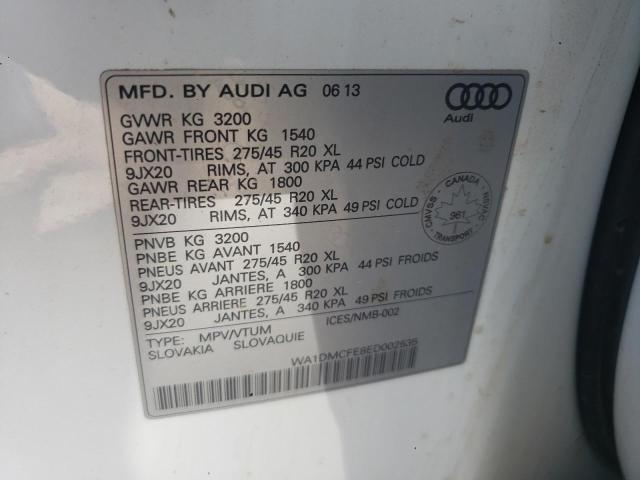 MFD. BY AUDI AG 06 13
Audi
GVWR KG 3200
GAWR FRONT KG 1540
FRONT-TIRES 275/45 R20 XL
9JX20 RIMS, AT 300 KPA 44 PSI COLD
GAWR REAR KG 1800
REAR-TIRES 275/45 R20 XL
9JX20 RIMS, AT 340 KPA 49 PSI COLD
CANADA
CMVSS NSVAC
961
TRANSPORT
PNVB KG 3200
PNBE KG AVANT 1540
PNEUS AVANT 275/45 R20 XL
9JX20 JANTES, A 300 KPA 44 PSI FROIDS
PNBE KG ARRIERE 1800
PNEUS ARRIERE 275/45 R20 XL
9JX20 JANTES, A 340 KPA 49 PSI FROIDS
TYPE: MPV/VTUM ICES/NMB-002
SLOVAKIA SLOVAQUIE
WA1DMCFE8ED002535